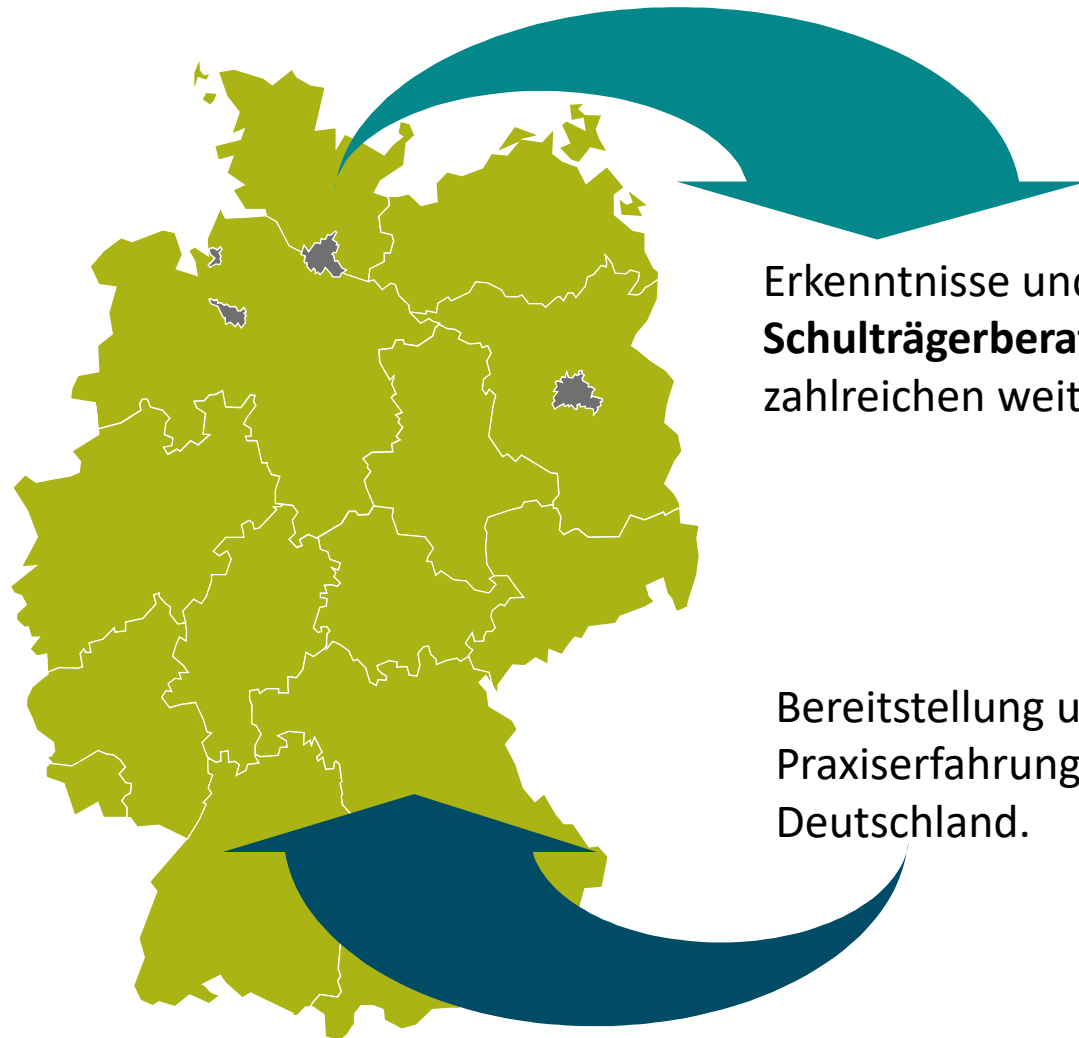 Erkenntnisse und
Schulträgerberat
zahlreichen weit
Bereitstellung u
Praxiserfahrung
Deutschland.